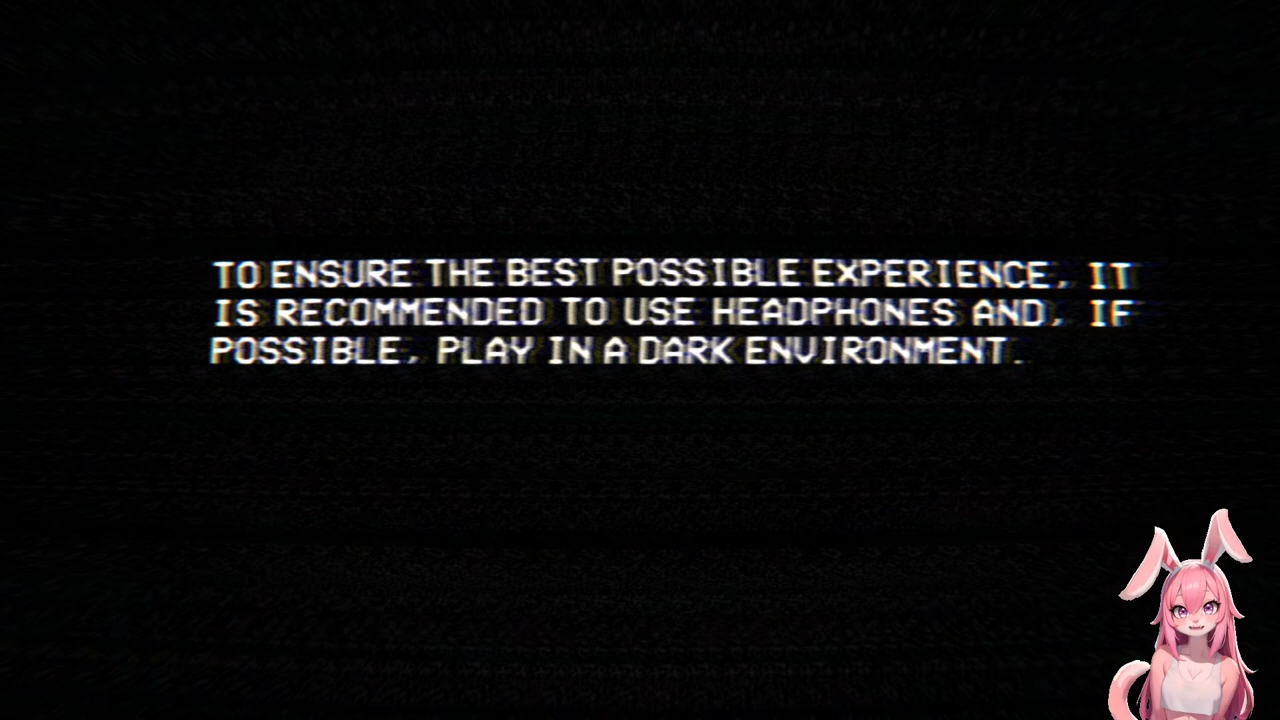 TO ENSURE THE BEST POSSIBLE EXPERIENCE, IT
IS RECOMMENDED TO USE HEADPHONES AND, IF
POSSIBLE, PLAY IN A DARK ENVIRONMENT.